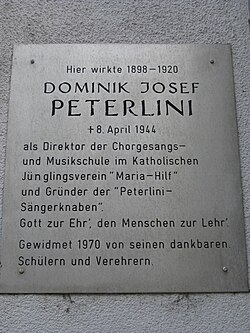 Hier wirkte 1898-1920
DOMINIK JOSEF
PETERLINI
+ 8. April 1944
als Direktor der Chorgesangs-
und Musikschule im Katholischen
Jünglingsverein "Maria-Hilf"
und Gründer der "Peterlini-
Sängerknaben".
Gott zur Ehr', den Menschen zur Lehr'.
Gewidmet 1970 von seinen dankbaren
Schülern und Verehrern.